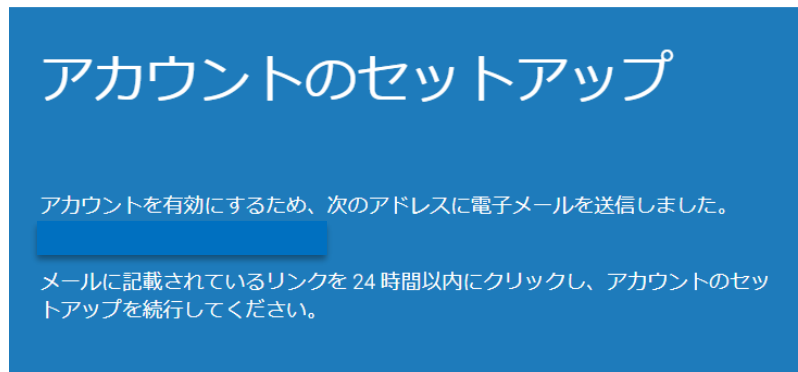 アカウントのセットアップ
アカウントを有効にするため、次のアドレスに電子メールを送信しました。
メールに記載されているリンクを 24 時間以内にクリックし、アカウントのセッ
トアップを続行してください。